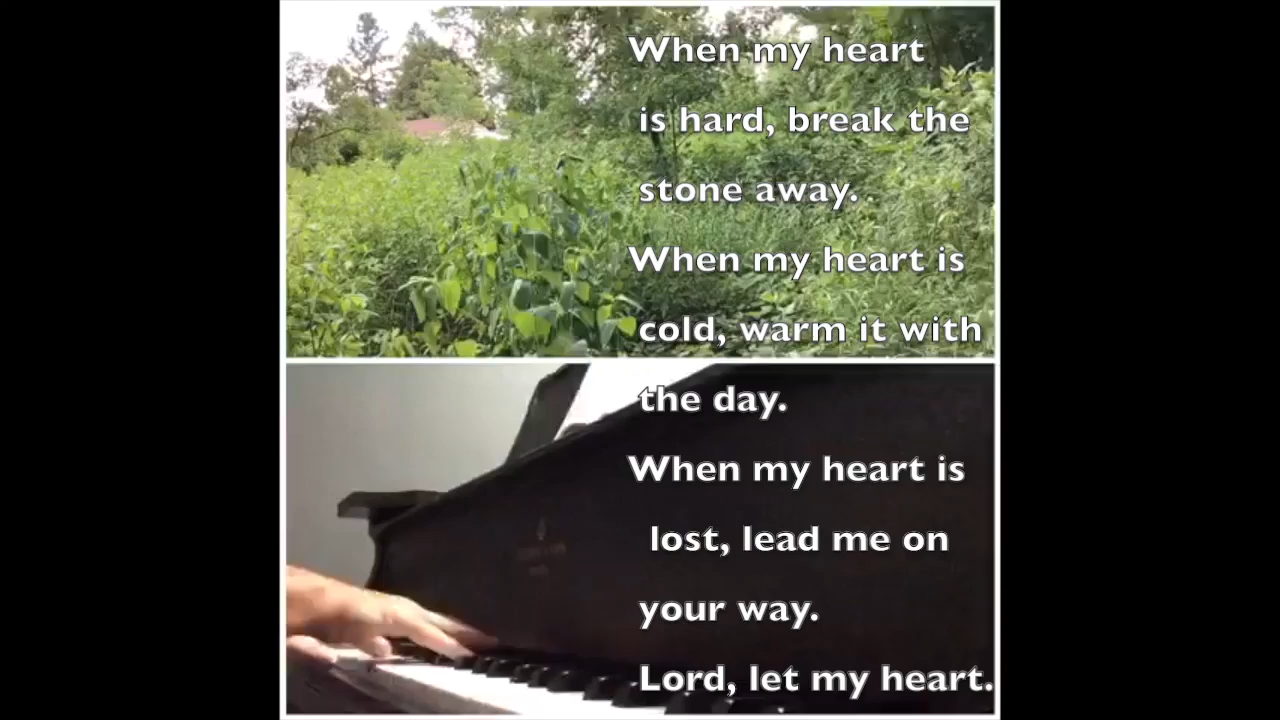 When my heart
is hard, break the
stone away.
When my heart is
cold, warm it with
the day.
When my heart is
lost, lead me on
your way.
Lord, let my heart.